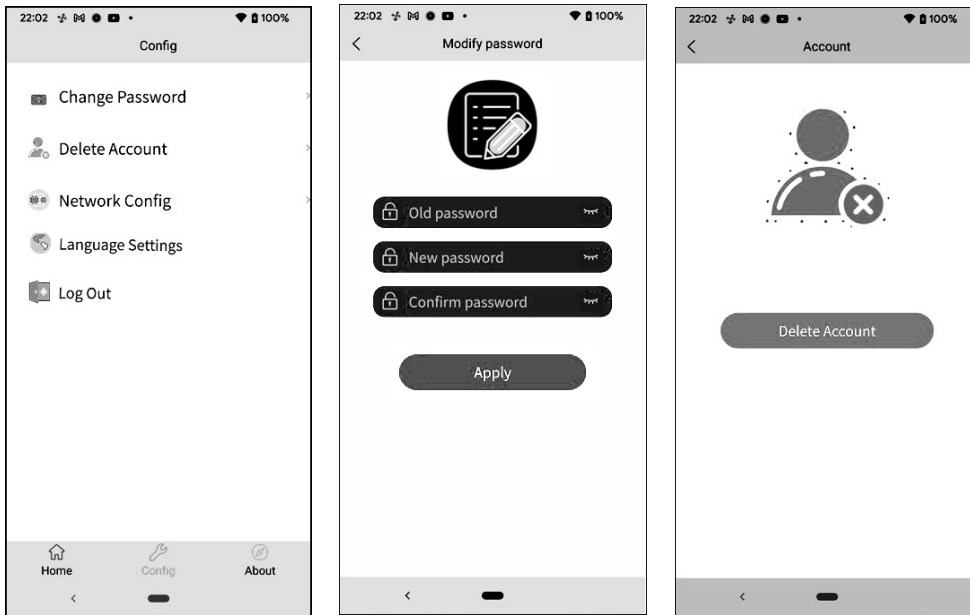 22:02 100%
Config
Change Password
Delete Account
Network Config
Language Settings
Log Out
Home Config About
22:02 100%
Modify password
Old password
New password
Confirm password
Apply
22:02 100%
Account
Delete Account